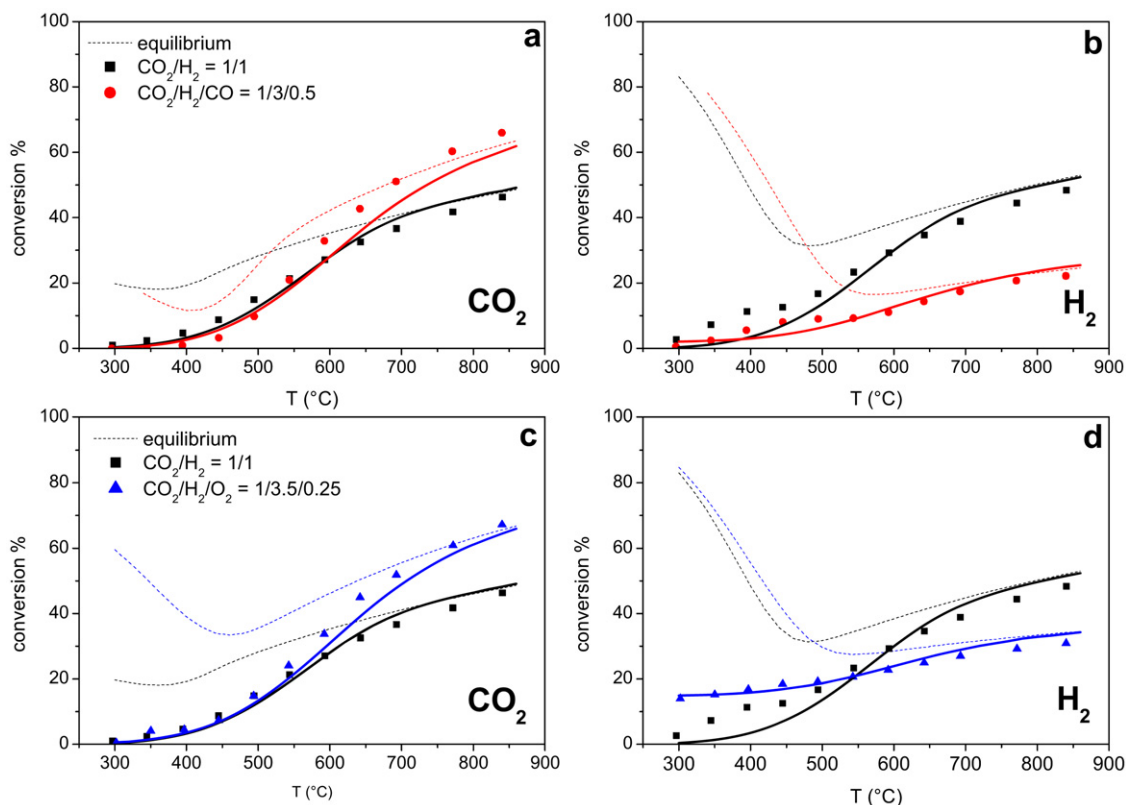 a
equilibrium
CO2/H2 = 1/1
CO2/H2/CO = 1/3/0.5
conversion %
100
80
60
40
20
0
300 400 500 600 700 800 900
T (°C)
CO2
b
conversion %
100
80
60
40
20
0
300 400 500 600 700 800 900
T (°C)
H2
c
equilibrium
CO2/H2 = 1/1
CO2/H2/O2 = 1/3.5/0.25
conversion %
100
80
60
40
20
0
300 400 500 600 700 800 900
T (°C)
CO2
d
conversion %
100
80
60
40
20
0
300 400 500 600 700 800 900
T (°C)
H2